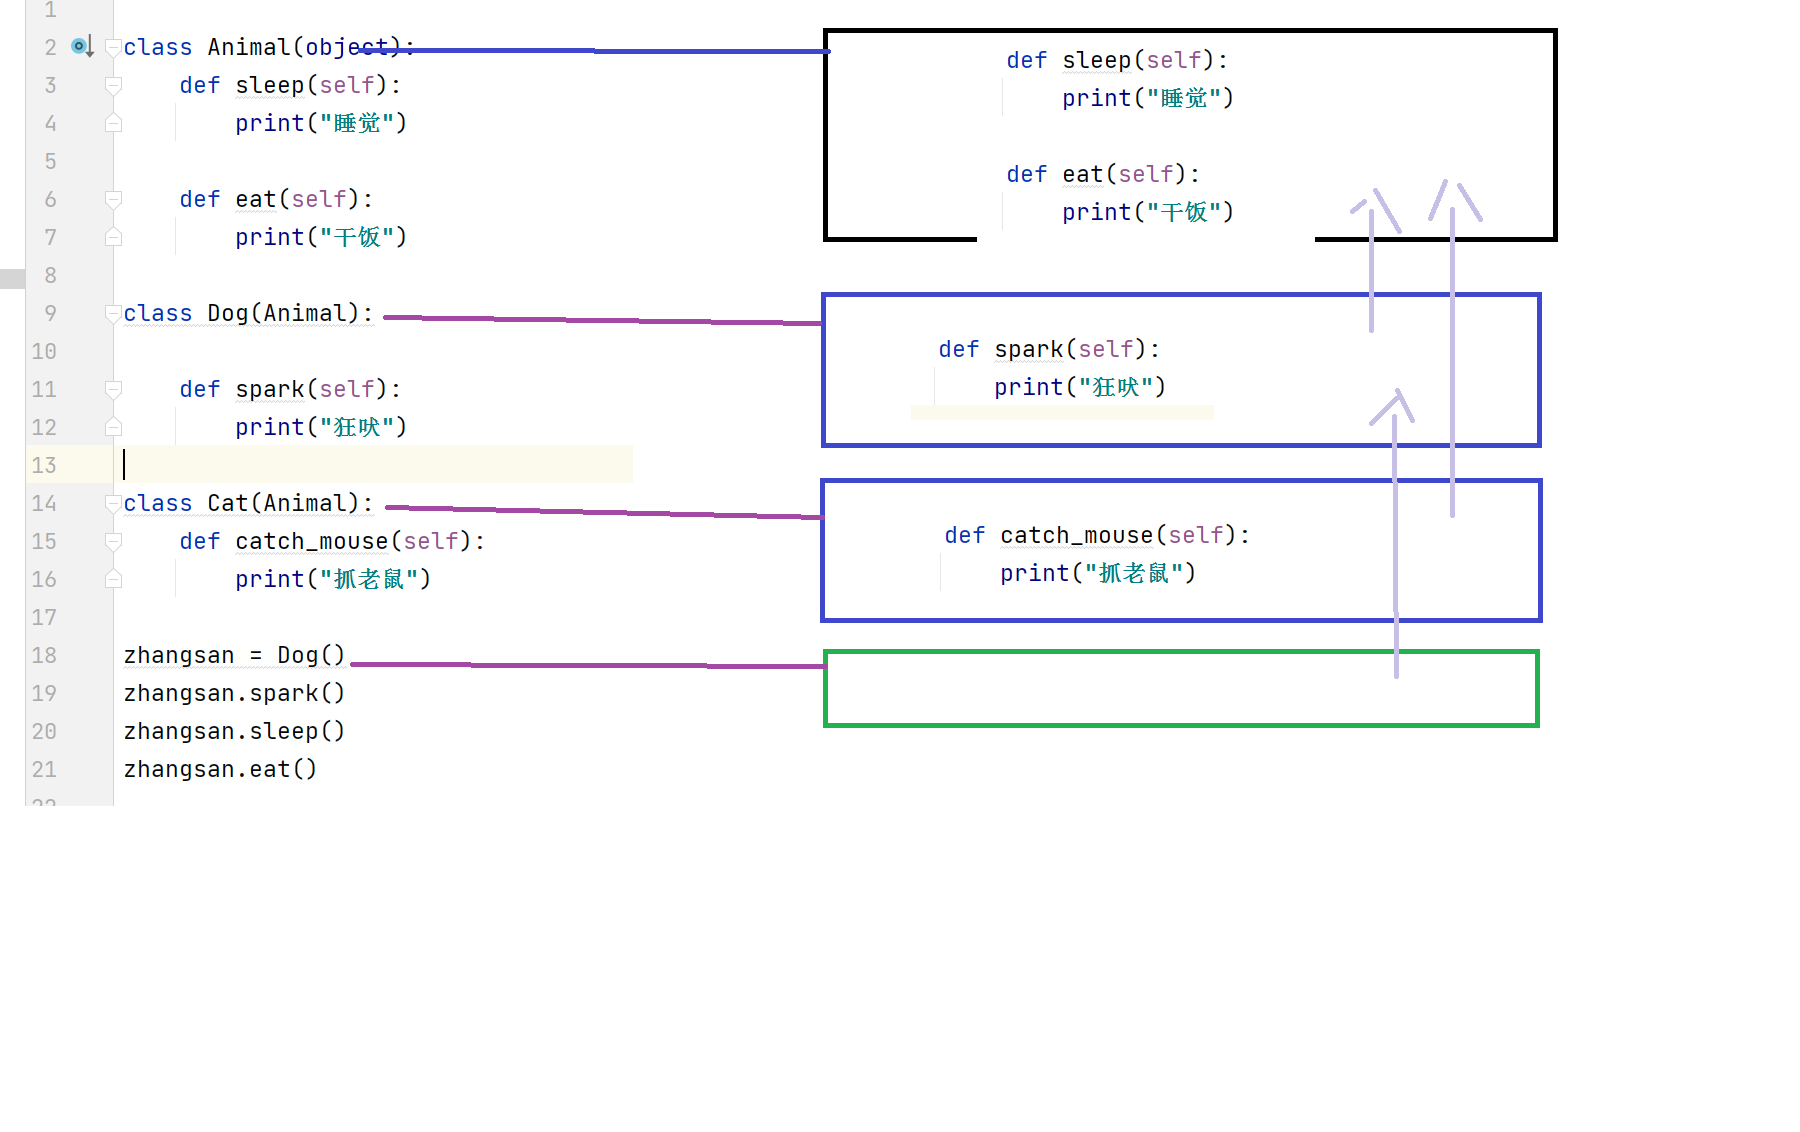 1
2 class Animal(object):
3 def sleep(self):
4 print("睡觉")
5
6 def eat(self):
7 print("干饭")
8
9 class Dog(Animal):
10
11 def spark(self):
12 print("狂吠")
13
14 class Cat(Animal):
15 def catch_mouse(self):
16 print("抓老鼠")
17
18 zhangsan = Dog()
19 zhangsan.spark()
20 zhangsan.sleep()
21 zhangsan.eat()
22
def sleep(self):
print("睡觉")
def eat(self):
print("干饭")
def spark(self):
print("狂吠")
def catch_mouse(self):
print("抓老鼠")